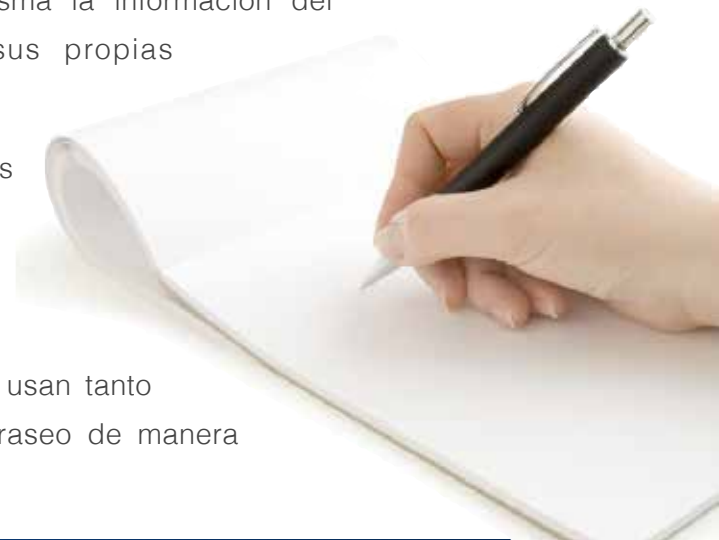 sma la información del
sus propias
s
usan tanto
raseo de manera